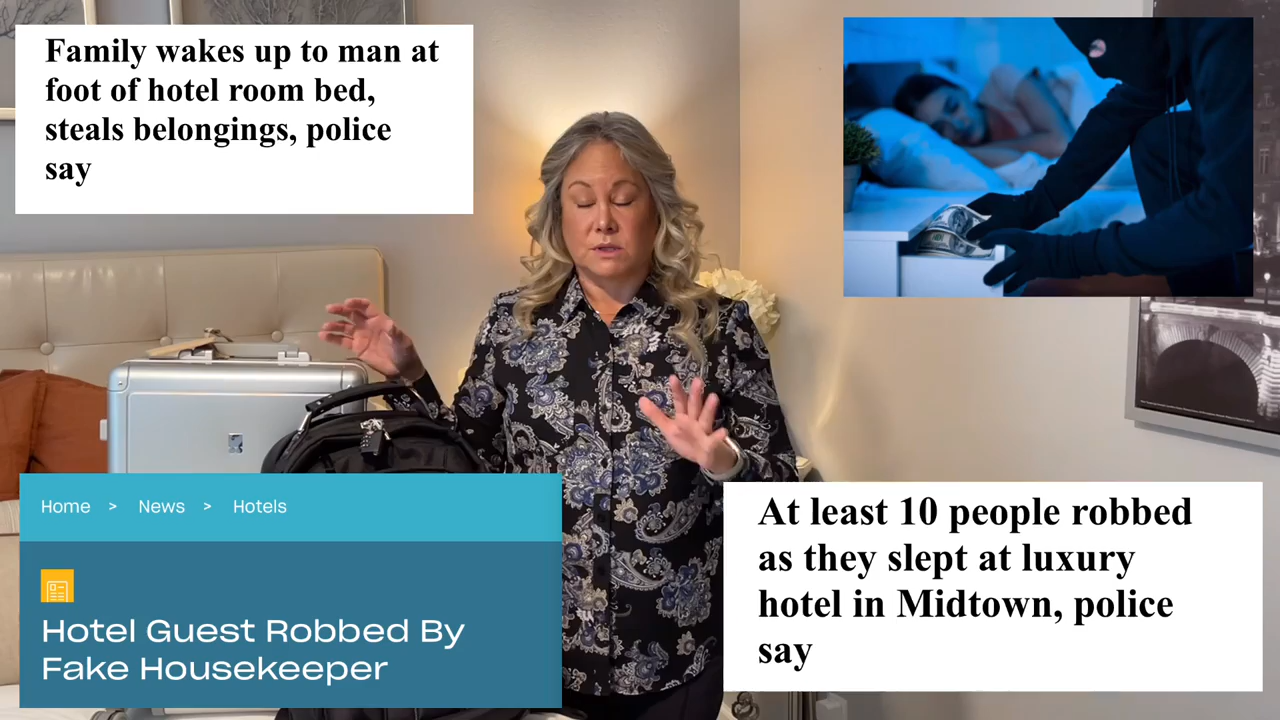 Family wakes up to man at
foot of hotel room bed,
steals belongings, police
say
Home > News > Hotels
Hotel Guest Robbed By
Fake Housekeeper
At least 10 people robbed
as they slept at luxury
hotel in Midtown, police
say